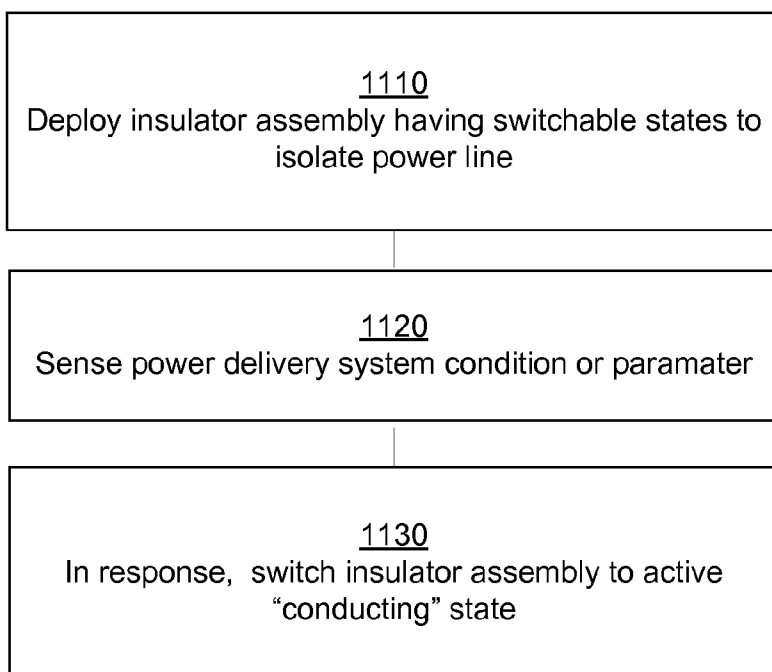 1110
Deploy insulator assembly having switchable states to
isolate power line
1120
Sense power delivery system condition or paramater
1130
In response, switch insulator assembly to active
“conducting” state